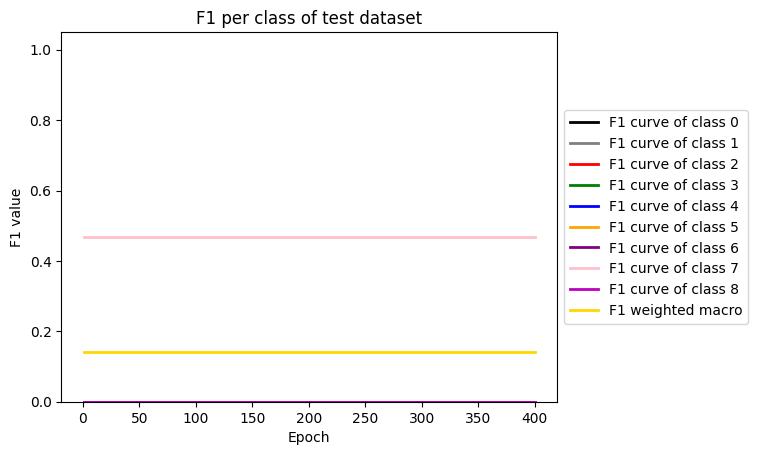 F1 per class of test dataset
1.0
0.8
0.6
0.4
0.2
0.0
F1 value
0 50 100 150 200 250 300 350 400
Epoch
F1 curve of class 0
F1 curve of class 1
F1 curve of class 2
F1 curve of class 3
F1 curve of class 4
F1 curve of class 5
F1 curve of class 6
F1 curve of class 7
F1 curve of class 8
F1 weighted macro